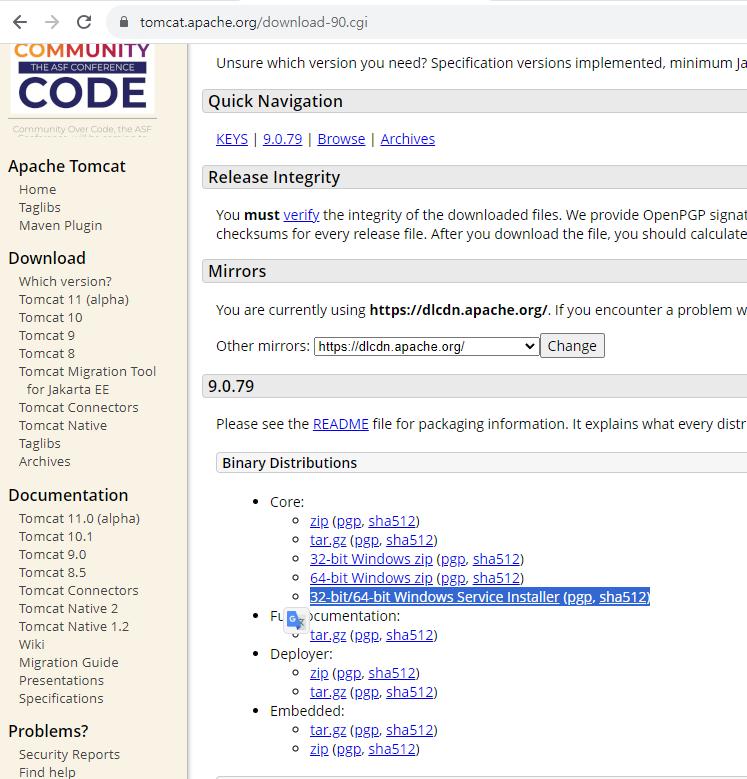 tomcat.apache.org/download-90.cgi
COMMUNITY
THE ASF CONFERENCE
CODE
Community Over Code, the ASF
Apache Tomcat
Home
Taglibs
Maven Plugin
Download
Which version?
Tomcat 11 (alpha)
Tomcat 10
Tomcat 9
Tomcat 8
Tomcat Migration Tool
for Jakarta EE
Tomcat Connectors
Tomcat Native
Taglibs
Archives
Documentation
Tomcat 11.0 (alpha)
Tomcat 10.1
Tomcat 9.0
Tomcat 8.5
Tomcat Connectors
Tomcat Native 2
Tomcat Native 1.2
Wiki
Migration Guide
Presentations
Specifications
Problems?
Security Reports
Find help
Unsure which version you need? Specification versions implemented, minimum Ja
Quick Navigation
KEYS | 9.0.79 | Browse | Archives
Release Integrity
You must verify the integrity of the downloaded files. We provide OpenPGP signat
checksums for every release file. After you download the file, you should calculate
Mirrors
You are currently using https://dlcdn.apache.org/. If you encounter a problem w
Other mirrors: https://dlcdn.apache.org/ Change
9.0.79
Please see the README file for packaging information. It explains what every distr
Binary Distributions
Core:
zip (pgp, sha512)
tar.gz (pgp, sha512)
32-bit Windows zip (pgp, sha512)
64-bit Windows zip (pgp, sha512)
32-bit/64-bit Windows Service Installer (pgp, sha512)
Fu ocumentation:
tar.gz (pgp, sha512)
Deployer:
zip (pgp, sha512)
tar.gz (pgp, sha512)
Embedded:
tar.gz (pgp, sha512)
zip (pgp, sha512)